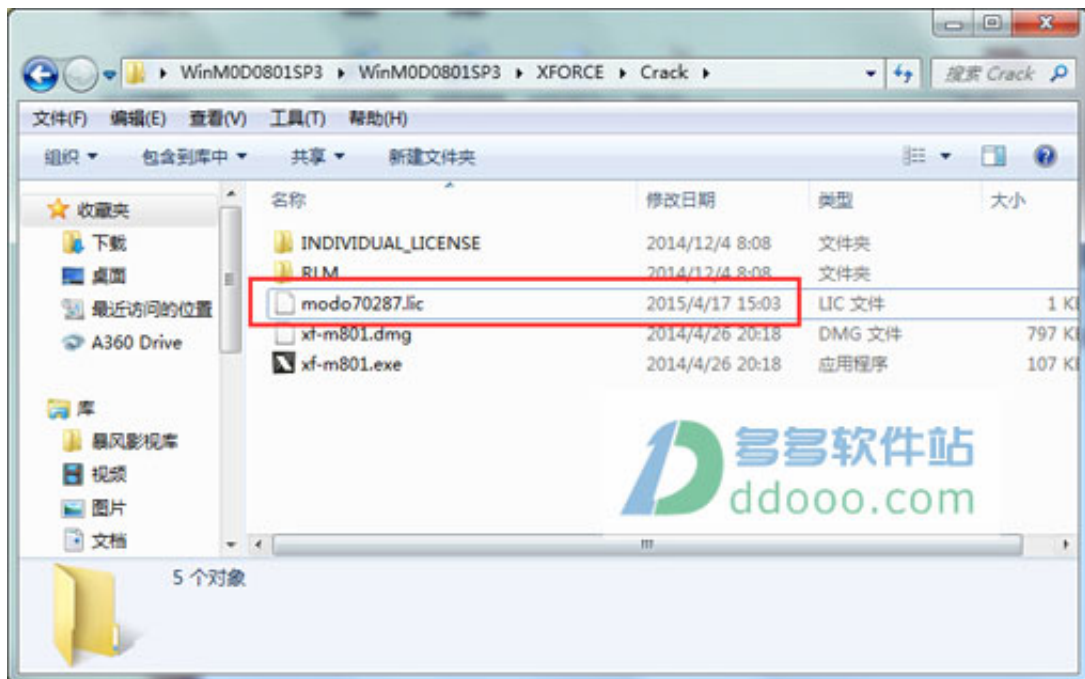 WinM0D0801SP3 WinM0D0801SP3 XFORCE Crack 搜索 Crack
文件(F) 编辑(E) 查看(V) 工具(T) 帮助(H)
组织 包含到库中 共享 新建文件夹
名称 修改日期 类型 大小
收藏夹
下载
桌面
最近访问的位置
A360 Drive
库
暴风影视库
视频
图片
文档
INDIVIDUAL_LICENSE 2014/12/4 8:08 文件夹
RLM 2014/12/4 8:08 文件夹
modo70287.lic 2015/4/17 15:03 LIC 文件 1
xf-m801.dmg 2014/4/26 20:18 DMG 文件 797
xf-m801.exe 2014/4/26 20:18 应用程序 107
多多软件站
ddooo.com
5 个对象